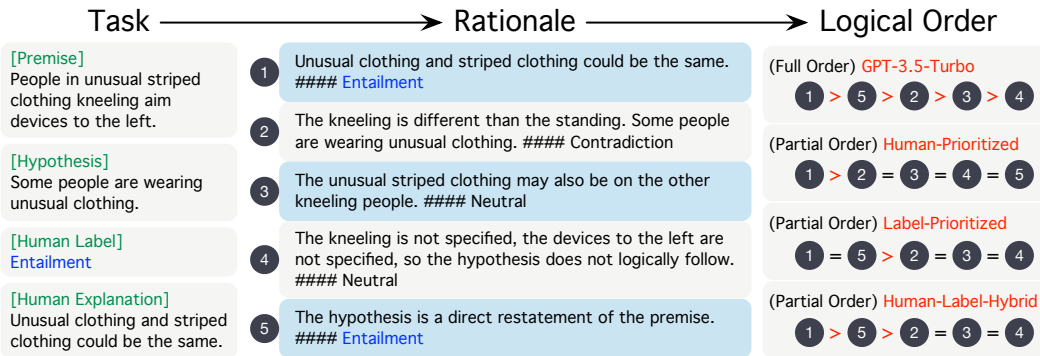 Task
Rationale
Logical Order
[Premise]
People in unusual striped
clothing kneeling aim
devices to the left.
[Hypothesis]
Some people are wearing
unusual clothing.
[Human Label]
Entailment
[Human Explanation]
Unusual clothing and striped
clothing could be the same.
1
Unusual clothing and striped clothing could be the same.
#### Entailment
2
The kneeling is different than the standing. Some people
are wearing unusual clothing. #### Contradiction
3
The unusual striped clothing may also be on the other
kneeling people. #### Neutral
4
The kneeling is not specified, the devices to the left are
not specified, so the hypothesis does not logically follow.
#### Neutral
5
The hypothesis is a direct restatement of the premise.
#### Entailment
(Full Order) GPT-3.5-Turbo
1 > 5 > 2 > 3 > 4
(Partial Order) Human-Prioritized
1 > 2 = 3 = 4 = 5
(Partial Order) Label-Prioritized
1 = 5 > 2 = 3 = 4
(Partial Order) Human-Label-Hybrid
1 > 5 > 2 = 3 = 4